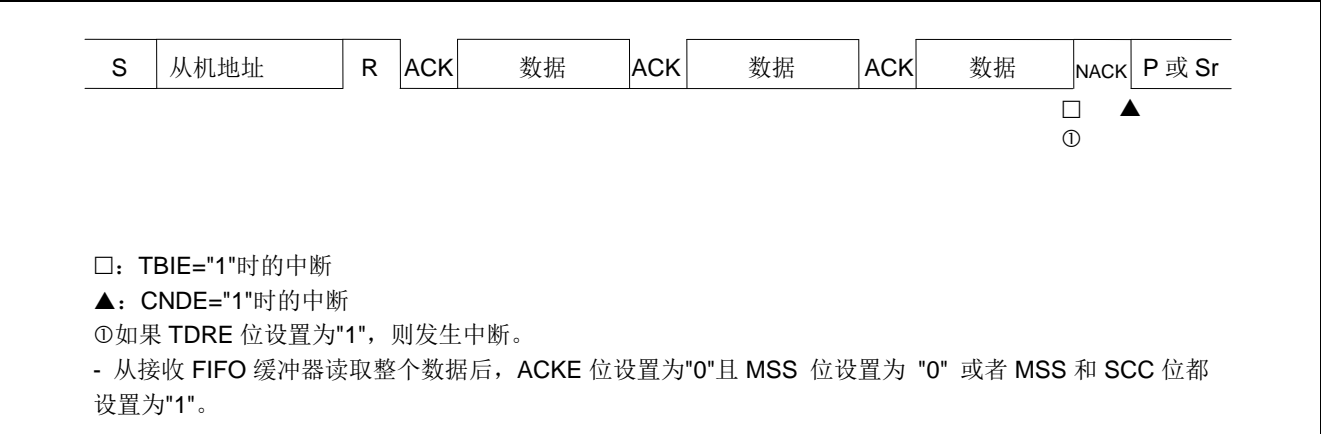 S 从机地址 R ACK 数据 ACK 数据 ACK 数据 NACK P 或 Sr
□ ▲
①
□：TBIE="1"时的中断
▲：CNDE="1"时的中断
①如果 TDRE 位设置为"1"，则发生中断。
- 从接收 FIFO 缓冲器读取整个数据后，ACKE 位设置为"0"且 MSS 位设置为 "0" 或者 MSS 和 SCC 位都
设置为"1"。